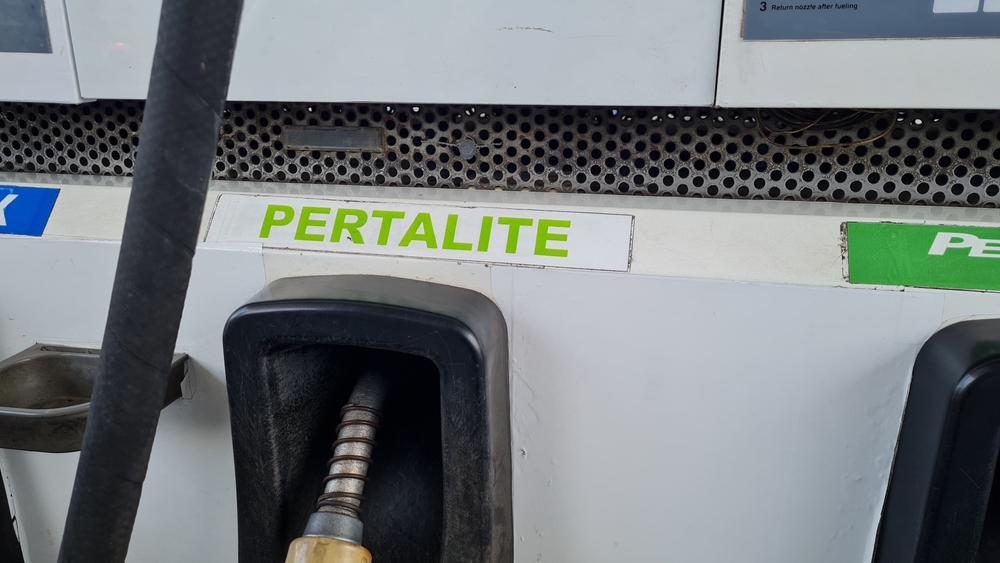 3 Return nozzle after fueling
X
PERTALITE
PE